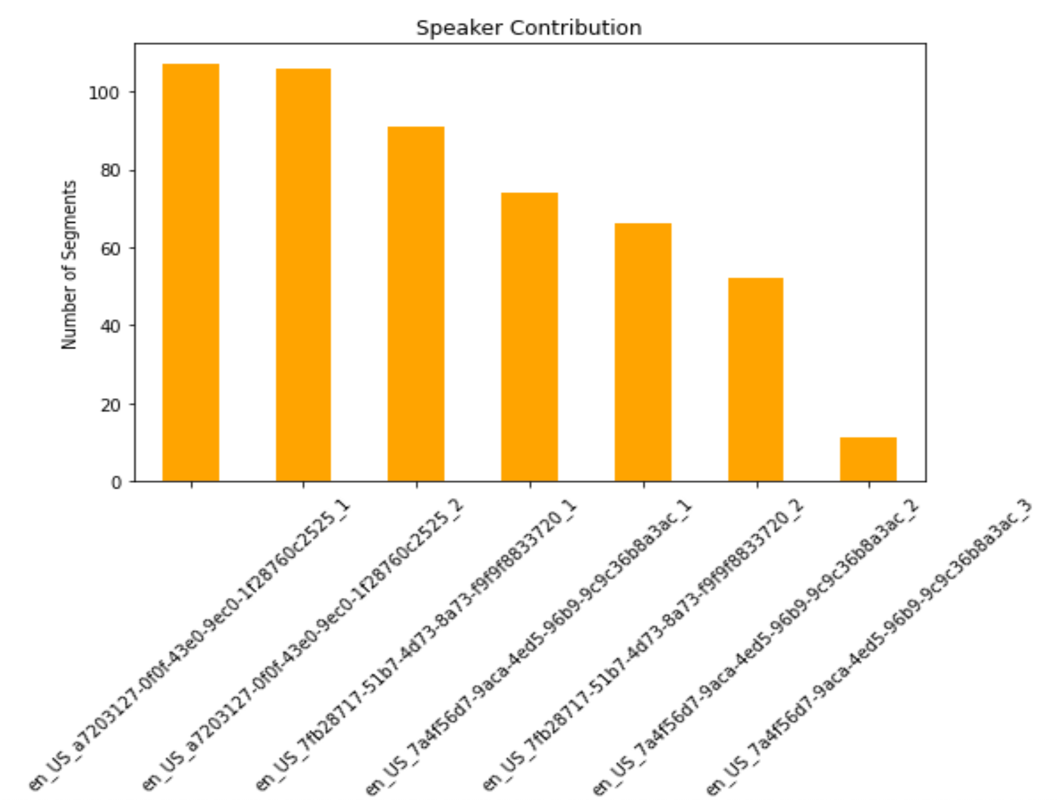 Speaker Contribution
Number of Segments
100
80
60
40
20
0
en_US_a7203127-0f0f-43e0-9ec0-1f28760c2525_1
en_US_a7203127-0f0f-43e0-9ec0-1f28760c2525_2
en_US_7fb28717-51b7-4d73-8a73-f9f9f8833720_1
en_US_7a4f56d7-9aca-4ed5-96b9-9c9c36b8a3ac_1
en_US_7fb28717-51b7-4d73-8a73-f9f9f8833720_2
en_US_7a4f56d7-9aca-4ed5-96b9-9c9c36b8a3ac_2
en_US_7a4f56d7-9aca-4ed5-96b9-9c9c36b8a3ac_3